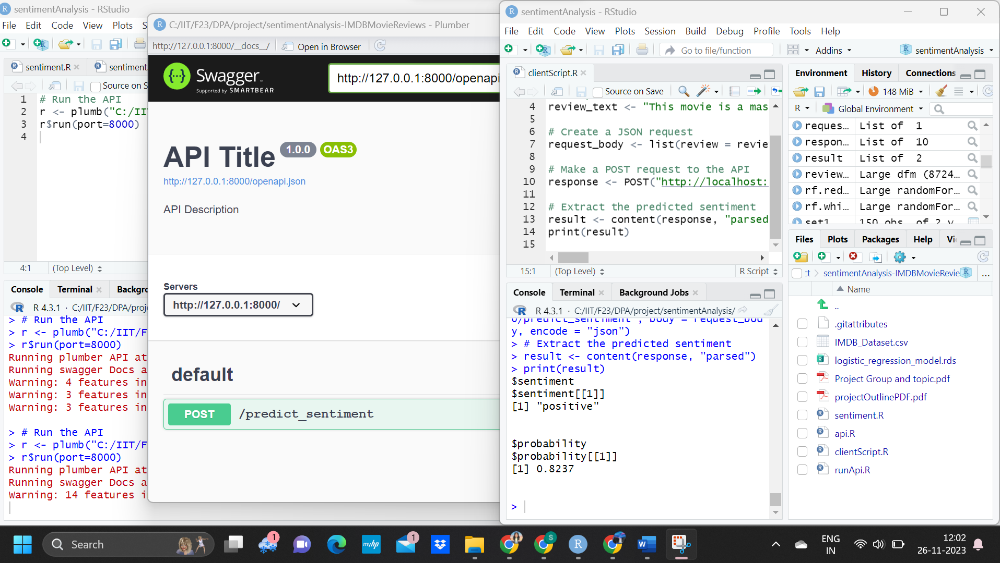 sentimentAnalysis - RStudio
File Edit Code View Plots S
sentiment.R
sentiment
Source on S
1 # Run the API
2 r <- plumb("C:/II
3 r$run(port=8000)
4
4:1 (Top Level)
Console Terminal Backgr
R 4.3.1 · C:/IIT/F23/DPA/proj
> # Run the API
> r <- plumb("C:/IIT/F
> r$run(port=8000)
Running plumber API at
Running swagger Docs a
Warning: 4 features in
Warning: 3 features in
Warning: 3 features in
> # Run the API
> r <- plumb("C:/IIT/F
> r$run(port=8000)
Running plumber API at
Running swagger Docs a
Warning: 14 features i
C:/IIT/F23/DPA/project/sentimentAnalysis-IMDBMovieReviews - Plumber
http://127.0.0.1:8000/__docs__/ Open in Browser
Swagger
Supported by SMARTBEAR
http://127.0.0.1:8000/openapi
API Title 1.0.0 OAS3
http://127.0.0.1:8000/openapi.json
API Description
Servers
http://127.0.0.1:8000/
default
POST /predict_sentiment
sentimentAnalysis - RStudio
File Edit Code View Plots Session Build Debug Profile Tools Help
Go to file/function Addins sentimentAnalysis
clientScript.R
Source on Save
4 review_text <- "This movie is a mas
5
6 # Create a JSON request
7 request_body <- list(review = revie
8
9 # Make a POST request to the API
10 response <- POST("http://localhost:
11
12 # Extract the predicted sentiment
13 result <- content(response, "parsed
14 print(result)
15
15:1 (Top Level) R Script
Console Terminal Background Jobs
R 4.3.1 · C:/IIT/F23/DPA/project/sentimentAnalysis/
0/predict_sentiment", body = request_bod
y, encode = "json")
> # Extract the predicted sentiment
> result <- content(response, "parsed")
> print(result)
$sentiment
$sentiment[[1]]
[1] "positive"
$probability
$probability[[1]]
[1] 0.8237
>
Environment History Connections
148 MiB
R Global Environment
reques... List of 1
respon... List of 10
result List of 2
review... Large dfm (8724...
rf.red... Large randomFor...
rf.whi... Large randomFor...
set1 150 obs. of 2 v
Files Plots Packages Help Vi
ct sentimentAnalysis-IMDBMovieRevie ...
Name
..
.gitattributes
IMDB_Dataset.csv
logistic_regression_model.rds
Project Group and topic.pdf
projectOutlinePDF.pdf
sentiment.R
api.R
clientScript.R
runApi.R
Search
1
myhp
1
S
R
W
ENG
IN
12:02
26-11-2023